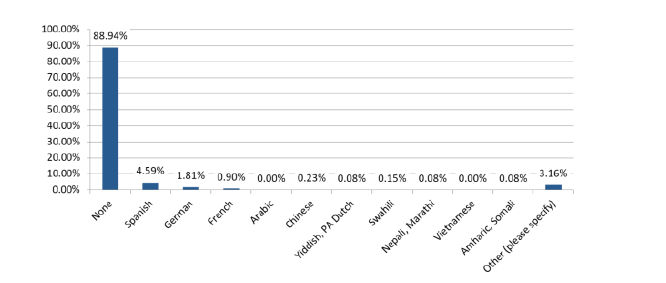 100.00%
90.00%
80.00%
70.00%
60.00%
50.00%
40.00%
30.00%
20.00%
10.00%
0.00%
88.94%
4.59%
1.81%
0.90%
0.00%
0.23%
0.08%
0.15%
0.08%
0.00%
0.08%
3.16%
None
Spanish
German
French
Arabic
Chinese
Yiddish, PA Dutch
Swahili
Nepali, Marathi
Vietnamese
Amharic, Somali
Other (please specify)